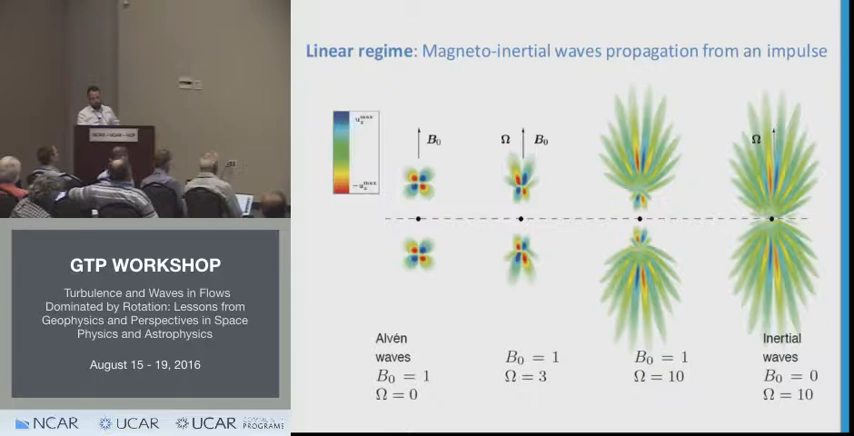 Linear regime: Magneto-inertial waves propagation from an impulse
B₀
Ω B₀
Ω
Alfvén
waves
B₀ = 1
Ω = 0
B₀ = 1
Ω = 3
B₀ = 1
Ω = 10
Inertial
waves
B₀ = 0
Ω = 10
GTP WORKSHOP
Turbulence and Waves in Flows
Dominated by Rotation: Lessons from
Geophysics and Perspectives in Space
Physics and Astrophysics
August 15 - 19, 2016
NCAR
UCAR
UCAR